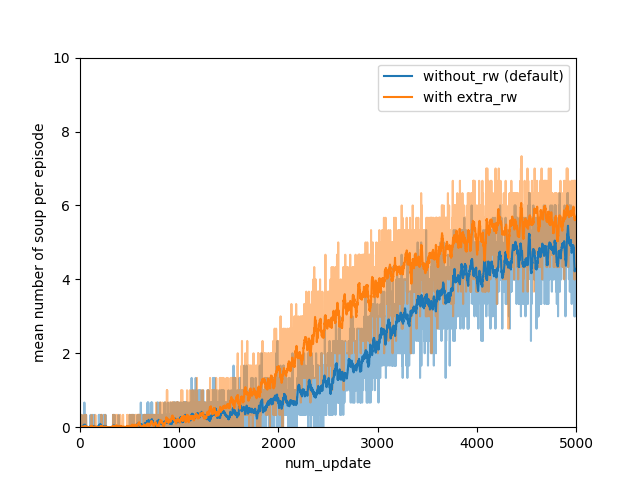 10
8
6
4
2
0
0 1000 2000 3000 4000 5000
mean number of soup per episode
num_update
without_rw (default)
with extra_rw